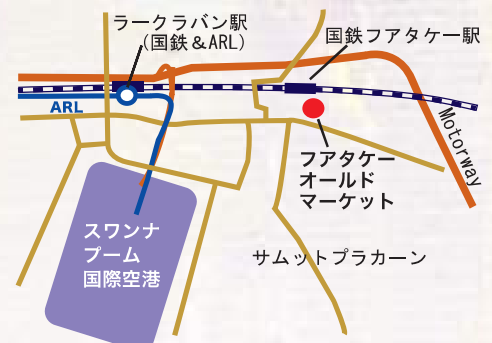 ラークラバン駅
(国鉄&ARL)
国鉄フアタケー駅
ARL
Motorway
フアタケー
オールド
マーケット
スワンナ
プーム
国際空港
サムットプラカーン